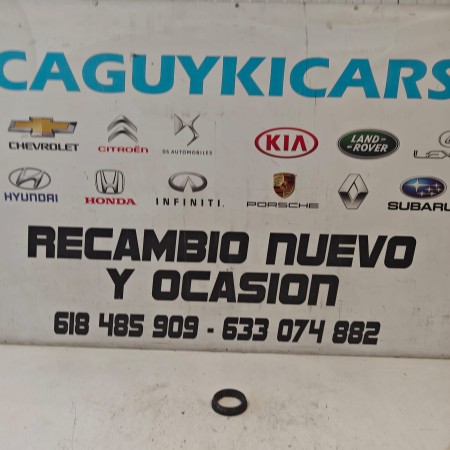 CAGUYKICARS
CHEVROLET CITROËN DS AUTOMOBILES KIA LAND-ROVER
HYUNDAI HONDA INFINITI PORSCHE SUBARU
RECAMBIO NUEVO
Y OCASION
618 485 909 - 633 074 882